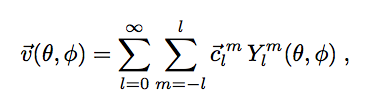 $\vec{v}(\theta, \phi) = \sum_{l=0}^{\infty} \sum_{m=-l}^{l} \vec{c}_l^{\,m} \, Y_l^m(\theta, \phi) \; ,$